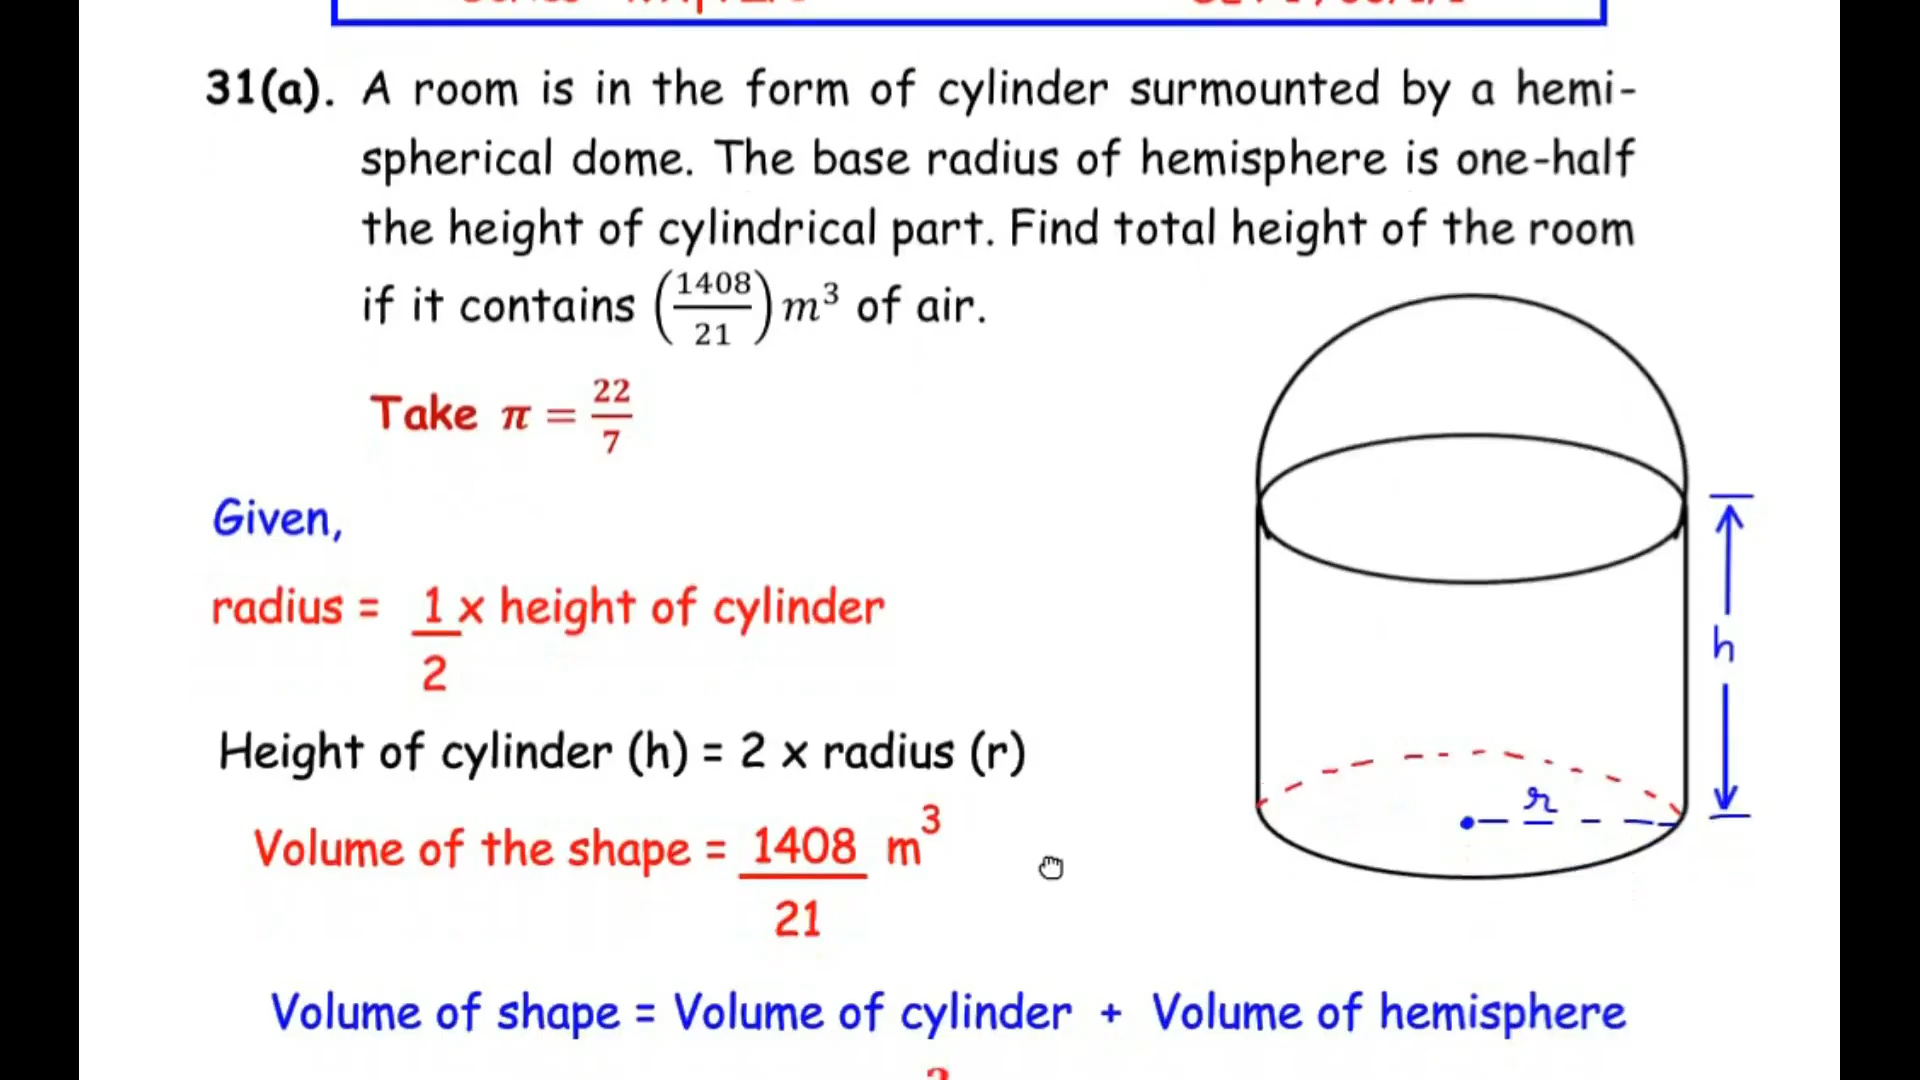 31(a). A room is in the form of cylinder surmounted by a hemi-
spherical dome. The base radius of hemisphere is one-half
the height of cylindrical part. Find total height of the room
if it contains (1408/21) m³ of air.
Take π = 22/7
Given,
radius = 1/2 x height of cylinder
h
Height of cylinder (h) = 2 x radius (r)
r
Volume of the shape = 1408/21 m³
Volume of shape = Volume of cylinder + Volume of hemisphere